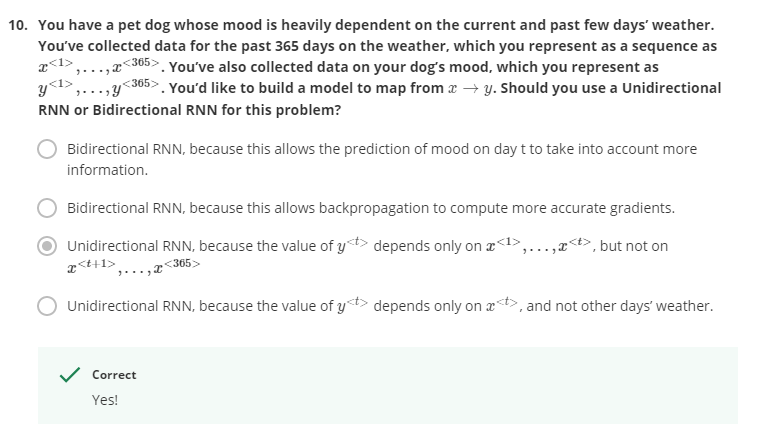 10. You have a pet dog whose mood is heavily dependent on the current and past few days' weather.
You've collected data for the past 365 days on the weather, which you represent as a sequence as
x<1>,...,x<365>. You've also collected data on your dog's mood, which you represent as
y<1>,...,y<365>. You'd like to build a model to map from x → y. Should you use a Unidirectional
RNN or Bidirectional RNN for this problem?
Bidirectional RNN, because this allows the prediction of mood on day t to take into account more
information.
Bidirectional RNN, because this allows backpropagation to compute more accurate gradients.
Unidirectional RNN, because the value of y<t> depends only on x<1>,...,x<t>, but not on
x<t+1>,...,x<365>
Unidirectional RNN, because the value of y<t> depends only on x<t>, and not other days' weather.
Correct
Yes!